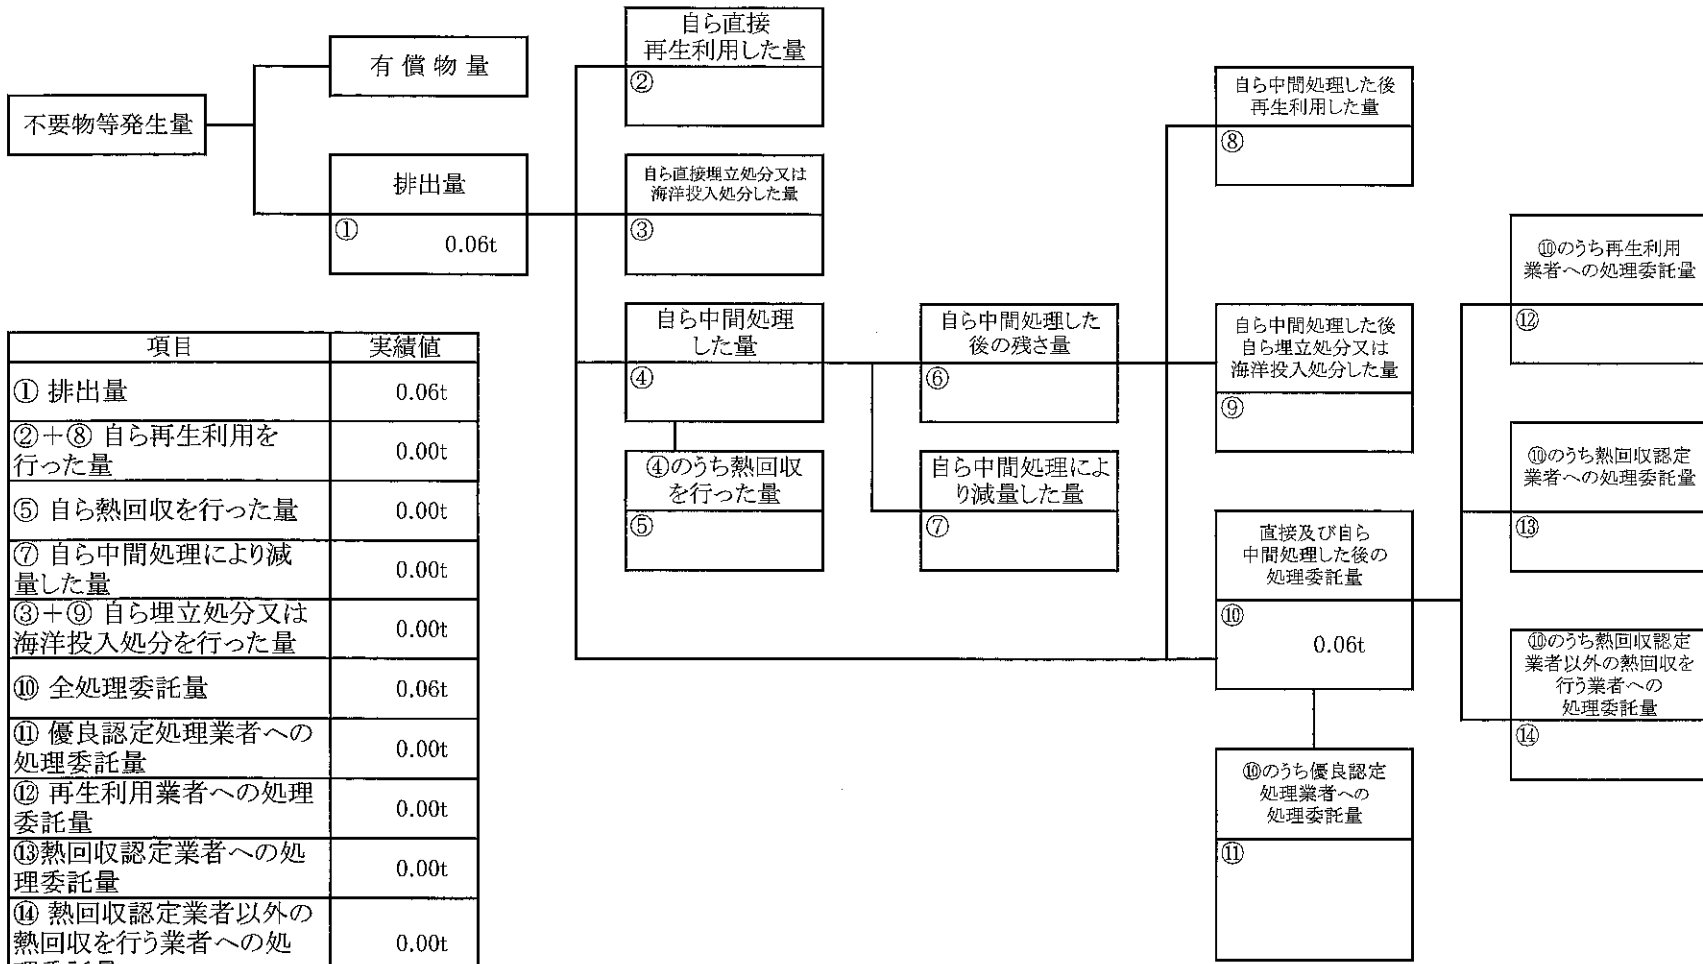 不要物等発生量
有償物量
排出量
①
0.06t
自ら直接
再生利用した量
②
自ら直接埋立処分又は
海洋投入処分した量
③
自ら中間処理
した量
④
④のうち熱回収
を行った量
⑤
自ら中間処理した
後の残さ量
⑥
自ら中間処理によ
り減量した量
⑦
自ら中間処理した後
再生利用した量
⑧
自ら中間処理した後
自ら埋立処分又は
海洋投入処分した量
⑨
直接及び自ら
中間処理した後の
処理委託量
⑩
0.06t
⑩のうち優良認定
処理業者への
処理委託量
⑪
⑩のうち再生利用
業者への処理委託量
⑫
⑩のうち熱回収認定
業者への処理委託量
⑬
⑩のうち熱回収認定
業者以外の熱回収を
行う業者への
処理委託量
⑭
項目 実績値
① 排出量 0.06t
②+⑧ 自ら再生利用を
行った量 0.00t
⑤ 自ら熱回収を行った量 0.00t
⑦ 自ら中間処理により減
量した量 0.00t
③+⑨ 自ら埋立処分又は
海洋投入処分を行った量 0.00t
⑩ 全処理委託量 0.06t
⑪ 優良認定処理業者への
処理委託量 0.00t
⑫ 再生利用業者への処理
委託量 0.00t
⑬熱回収認定業者への処
理委託量 0.00t
⑭ 熱回収認定業者以外の
熱回収を行う業者への処 0.00t